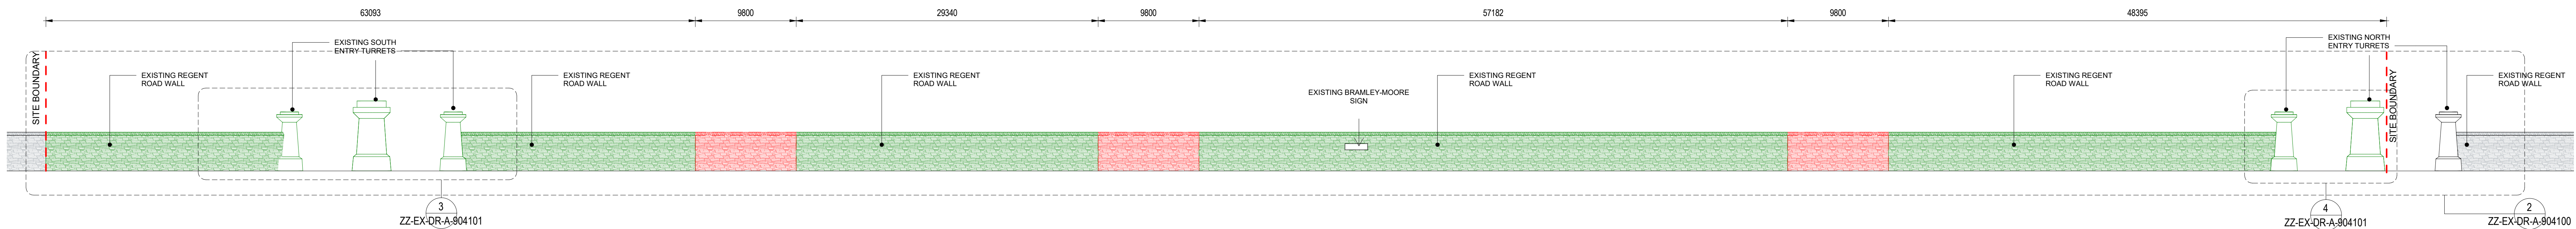 63093
9800
29340
9800
57182
9800
48395
SITE BOUNDARY
EXISTING REGENT
ROAD WALL
EXISTING SOUTH
ENTRY TURRETS
EXISTING REGENT
ROAD WALL
EXISTING REGENT
ROAD WALL
EXISTING BRAMLEY-MOORE
SIGN
EXISTING REGENT
ROAD WALL
EXISTING REGENT
ROAD WALL
EXISTING NORTH
ENTRY TURRETS
SITE BOUNDARY
EXISTING REGENT
ROAD WALL
3
ZZ-EX-DR-A-904101
4
ZZ-EX-DR-A-904101
2
ZZ-EX-DR-A-904100